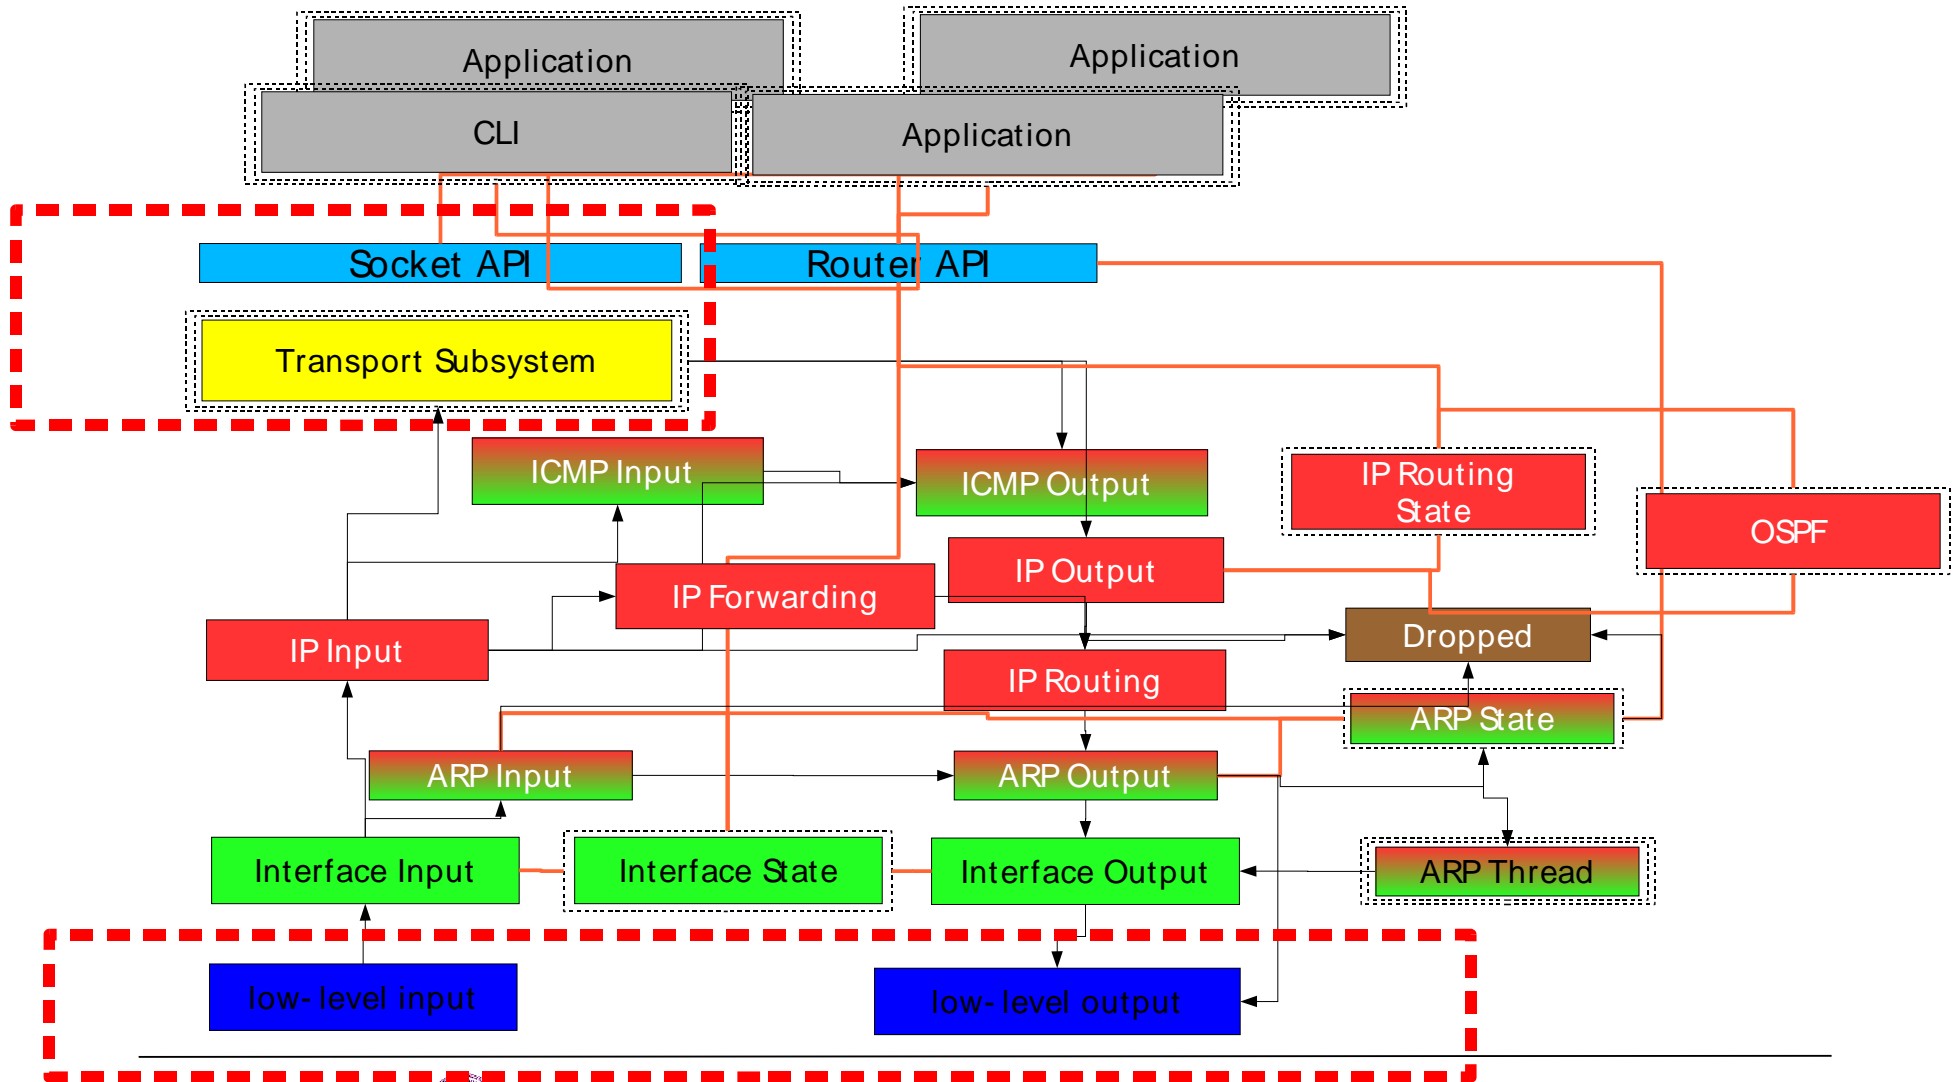 Application
Application
CLI
Application
Socket API
Router API
Transport Subsystem
ICMP Input
ICMP Output
IP Routing
State
OSPF
IP Output
IP Forwarding
IP Input
Dropped
IP Routing
ARP State
ARP Input
ARP Output
Interface Input
Interface State
Interface Output
ARP Thread
low-level input
low-level output